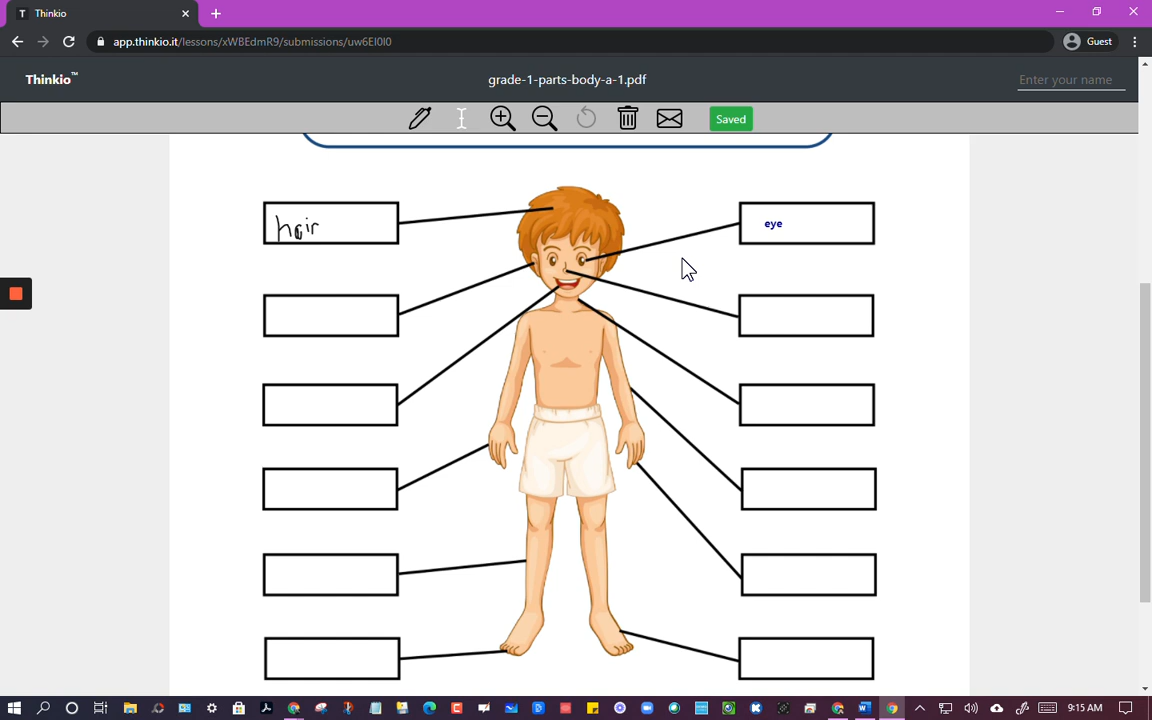 Thinkio
app.thinkio.it/lessons/xWBEdmR9/submissions/uw6El0l0
Guest
Thinkio™
grade-1-parts-body-a-1.pdf
Enter your name
Saved
hair
eye
9:15 AM